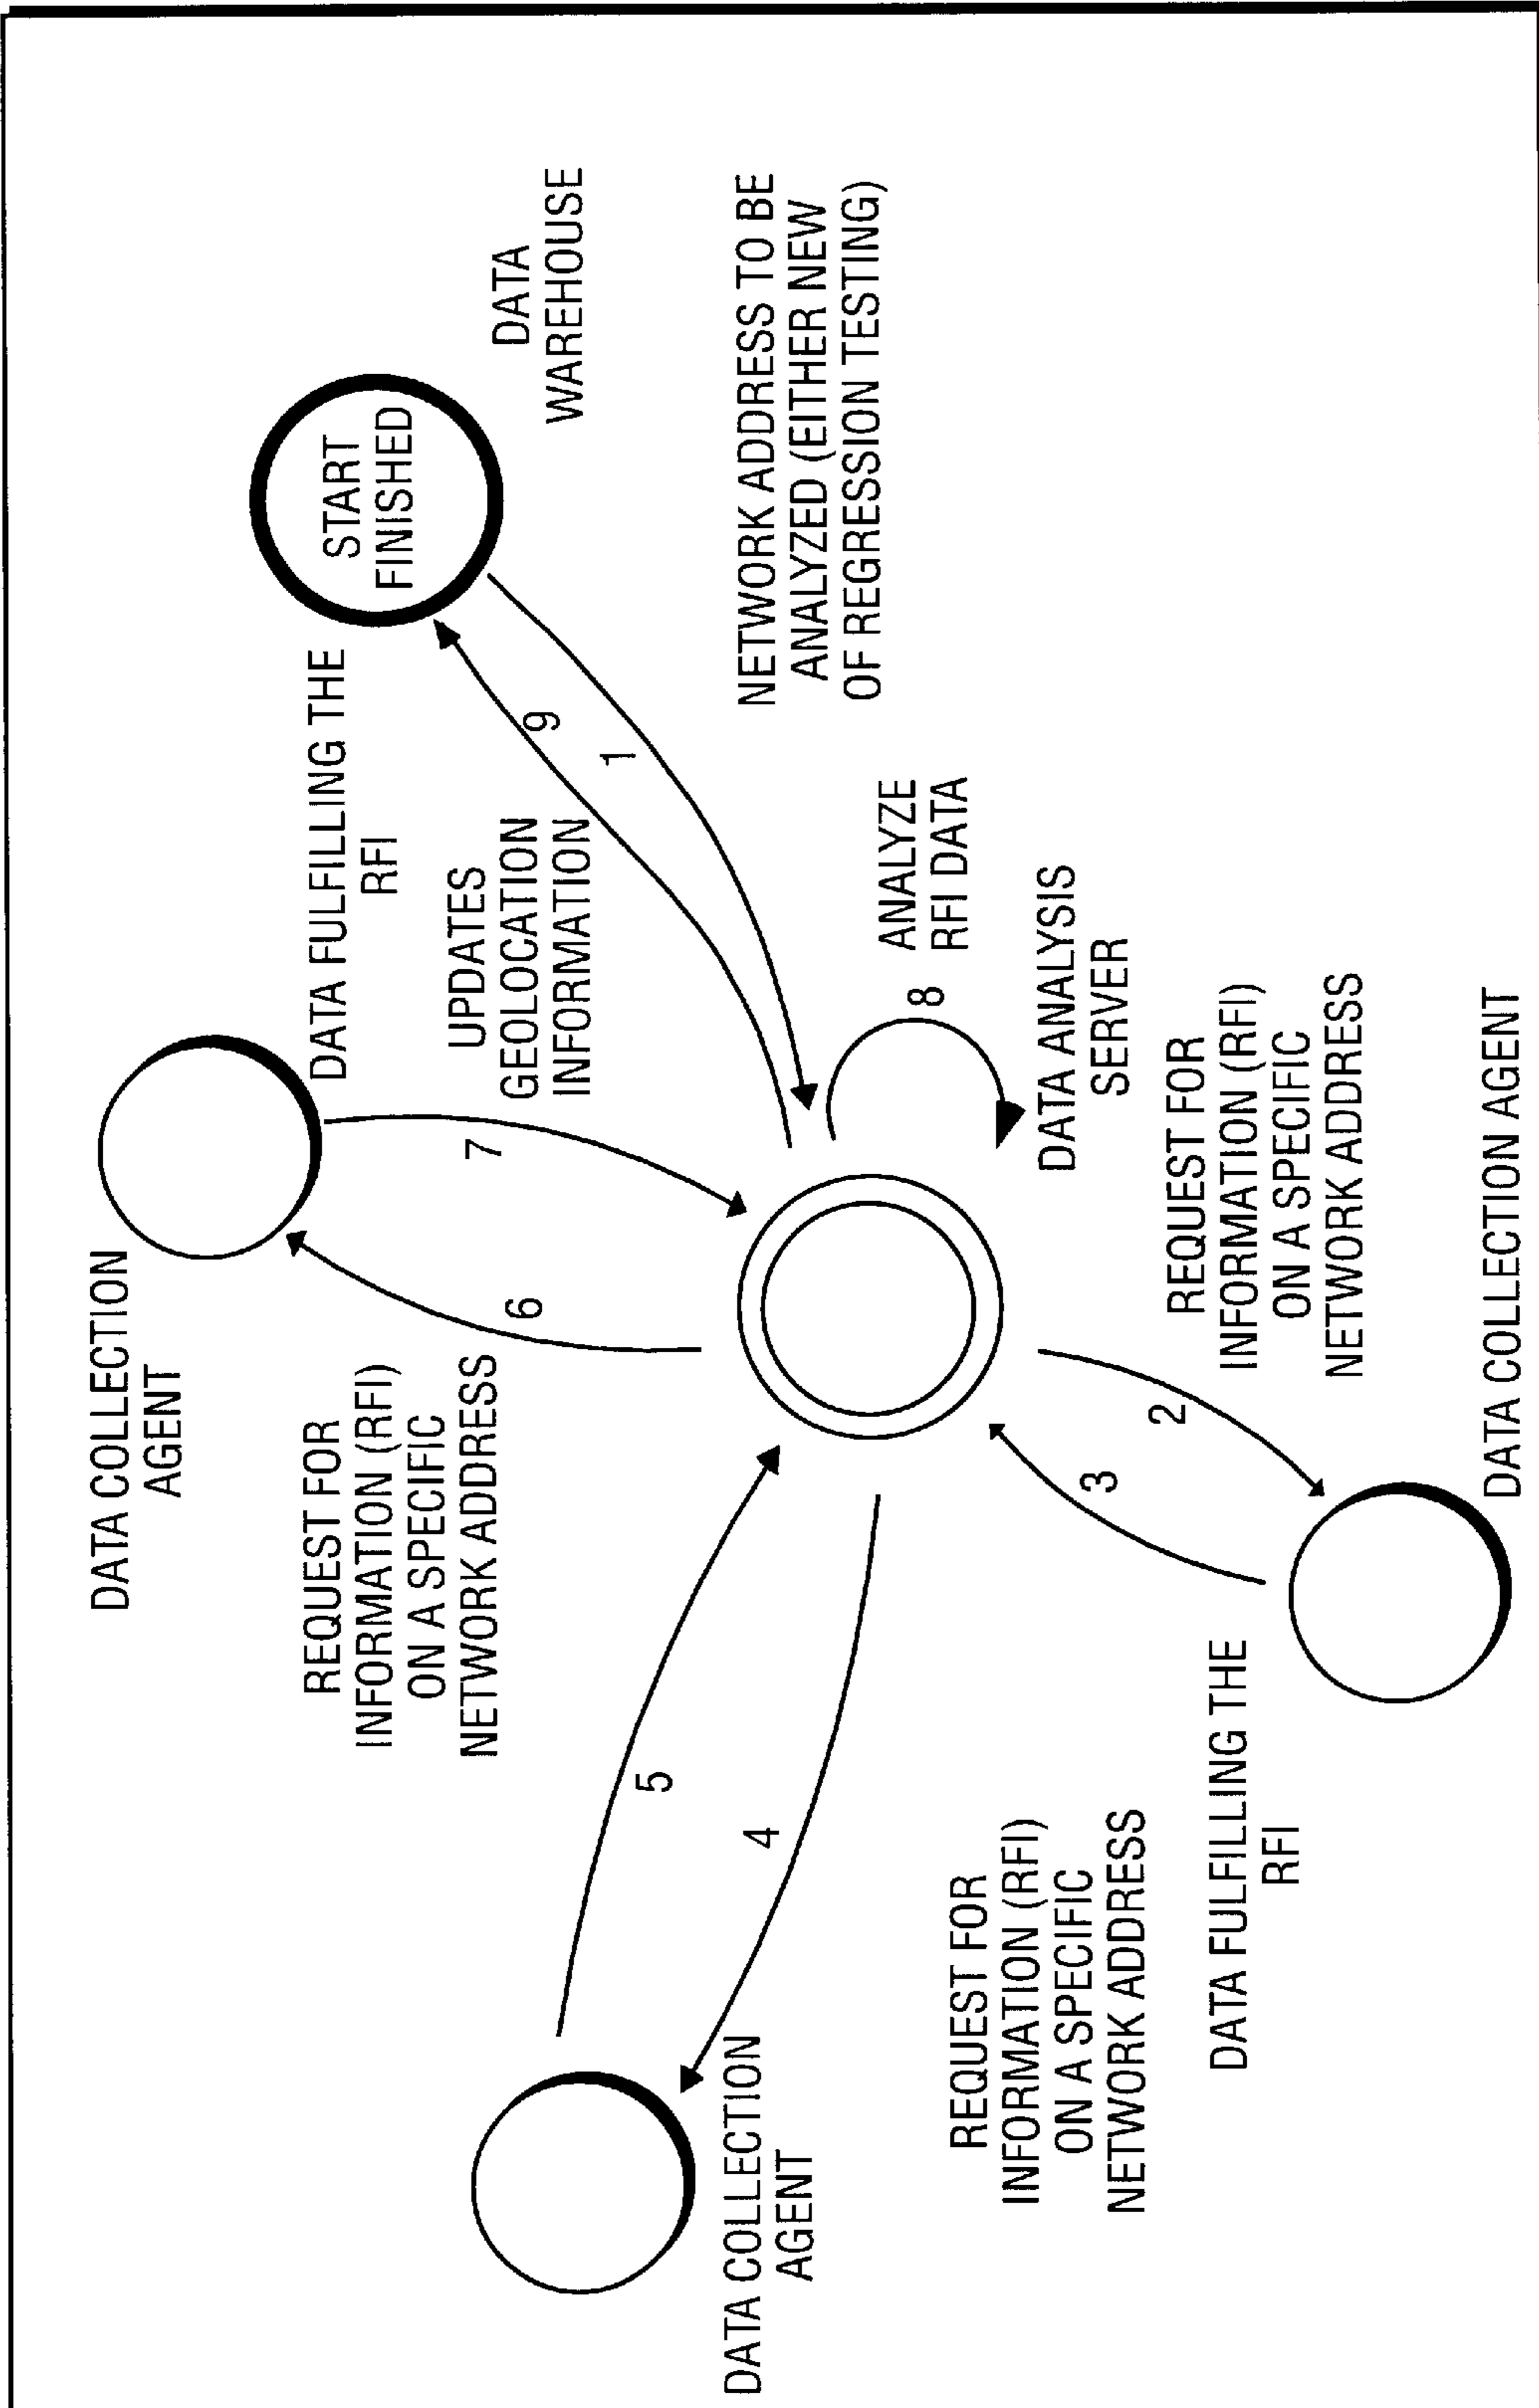 DATA COLLECTION
AGENT
REQUEST FOR
INFORMATION (RFI)
ON A SPECIFIC
NETWORK ADDRESS
DATA FULFILLING THE
RFI
START
FINISHED
UPDATES
GEOLOCATION
INFORMATION
DATA
WAREHOUSE
6
7
9
1
5
4
DATA COLLECTION
AGENT
NETWORK ADDRESS TO BE
ANALYZED (EITHER NEW
OF REGRESSION TESTING)
ANALYZE
RFI DATA
8
REQUEST FOR
INFORMATION (RFI)
ON A SPECIFIC
NETWORK ADDRESS
DATA ANALYSIS
SERVER
3
2
REQUEST FOR
INFORMATION (RFI)
ON A SPECIFIC
NETWORK ADDRESS
DATA FULFILLING THE
RFI
DATA COLLECTION AGENT